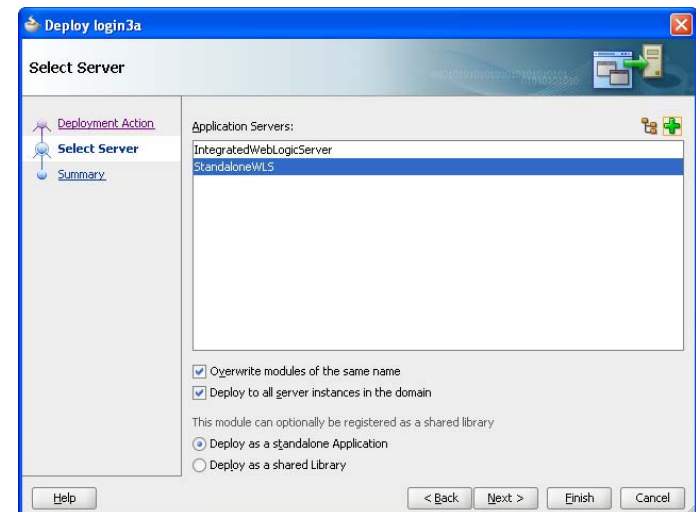 Deploy login3a
Select Server
Deployment Action
Select Server
Summary
Application Servers:
IntegratedWebLogicServer
StandaloneWLS
Overwrite modules of the same name
Deploy to all server instances in the domain
This module can optionally be registered as a shared library
Deploy as a standalone Application
Deploy as a shared Library
Help
< Back
Next >
Finish
Cancel